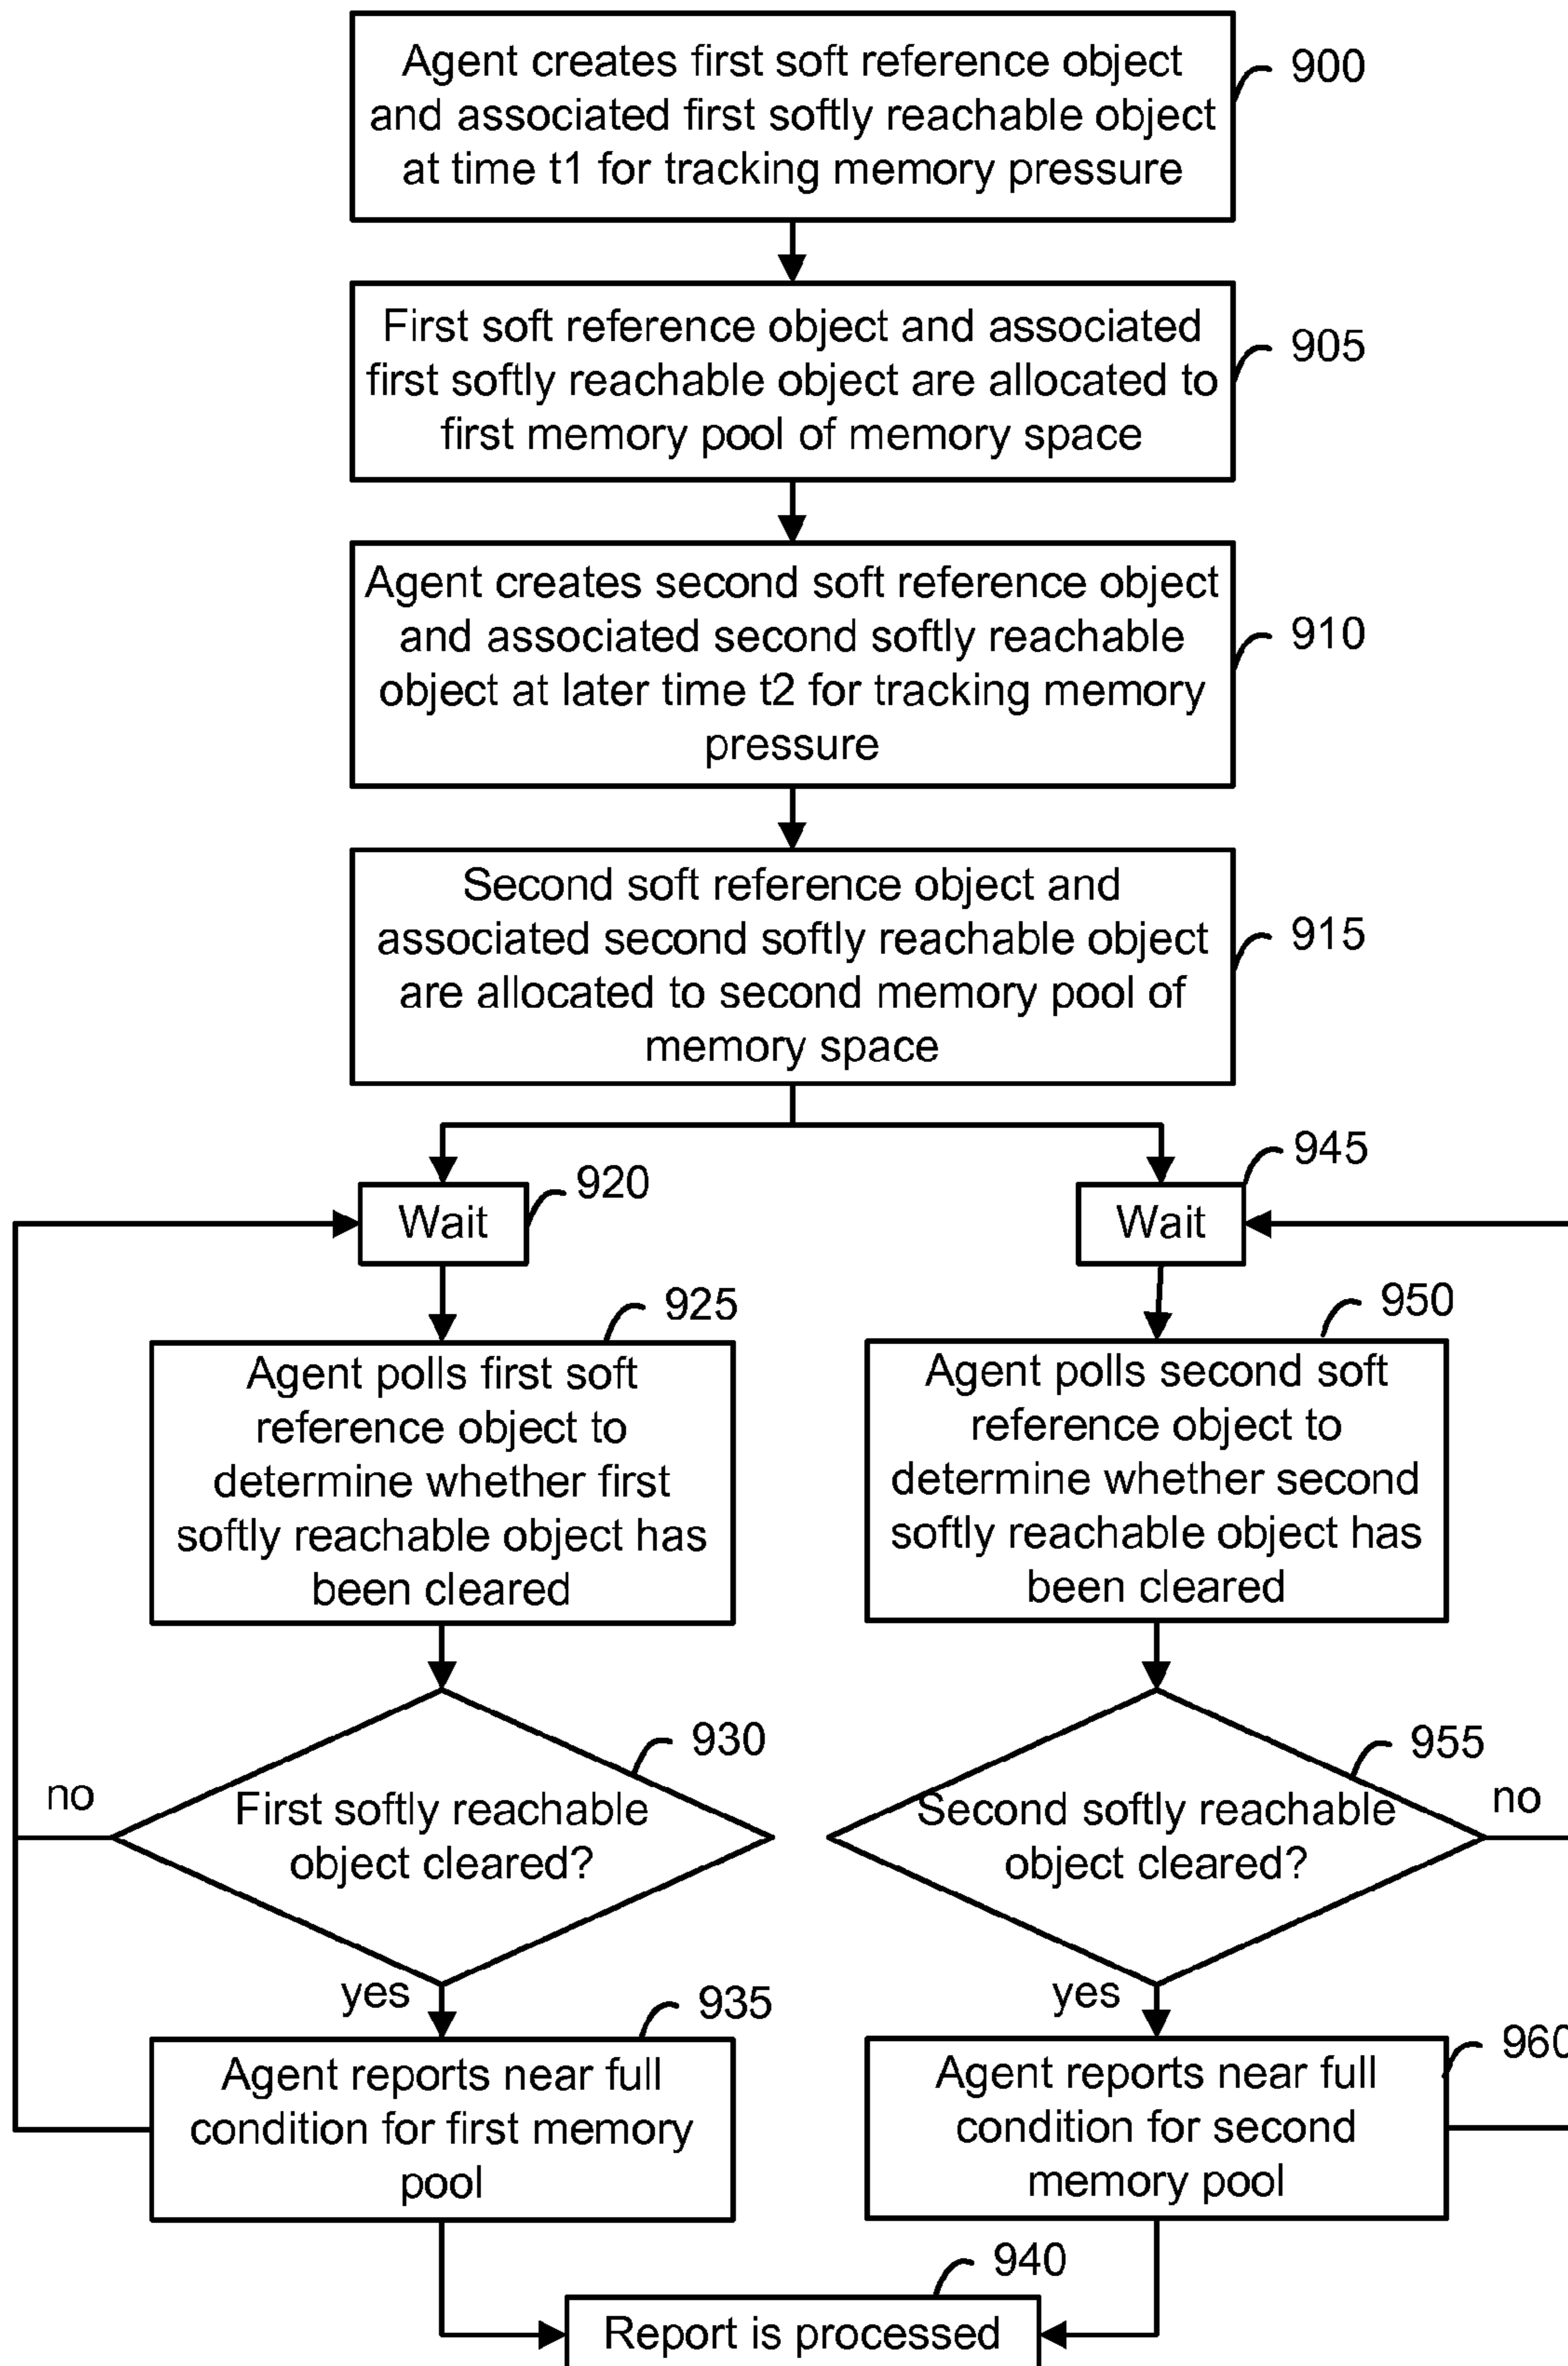 Agent creates first soft reference object
and associated first softly reachable object
at time t1 for tracking memory pressure
900
First soft reference object and associated
first softly reachable object are allocated to
first memory pool of memory space
905
Agent creates second soft reference object
and associated second softly reachable
object at later time t2 for tracking memory
pressure
910
Second soft reference object and
associated second softly reachable object
are allocated to second memory pool of
memory space
915
Wait
920
Wait
945
Agent polls first soft
reference object to
determine whether first
softly reachable object has
been cleared
925
Agent polls second soft
reference object to
determine whether second
softly reachable object has
been cleared
950
First softly reachable
object cleared?
930
no
yes
Second softly reachable
object cleared?
955
no
yes
Agent reports near full
condition for first memory
pool
935
Agent reports near full
condition for second
memory pool
960
Report is processed
940